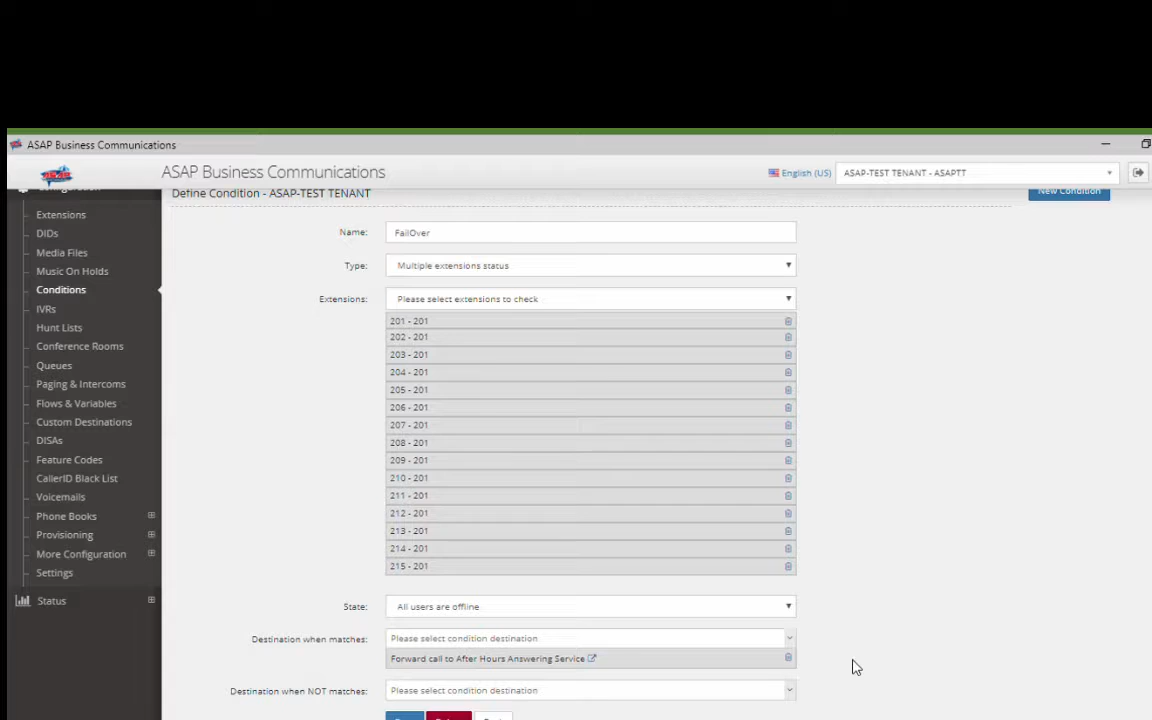 ASAP Business Communications
ASAP Business Communications
English (US)
ASAP-TEST TENANT - ASAPTT
Define Condition - ASAP-TEST TENANT
New Condition
Configuration
Extensions
DIDs
Media Files
Music On Holds
Conditions
IVRs
Hunt Lists
Conference Rooms
Queues
Paging & Intercoms
Flows & Variables
Custom Destinations
DISAs
Feature Codes
CallerID Black List
Voicemails
Phone Books
Provisioning
More Configuration
Settings
Status
Name: FailOver
Type: Multiple extensions status
Extensions: Please select extensions to check
201 - 201
202 - 201
203 - 201
204 - 201
205 - 201
206 - 201
207 - 201
208 - 201
209 - 201
210 - 201
211 - 201
212 - 201
213 - 201
214 - 201
215 - 201
State: All users are offline
Destination when matches: Please select condition destination
Forward call to After Hours Answering Service
Destination when NOT matches: Please select condition destination